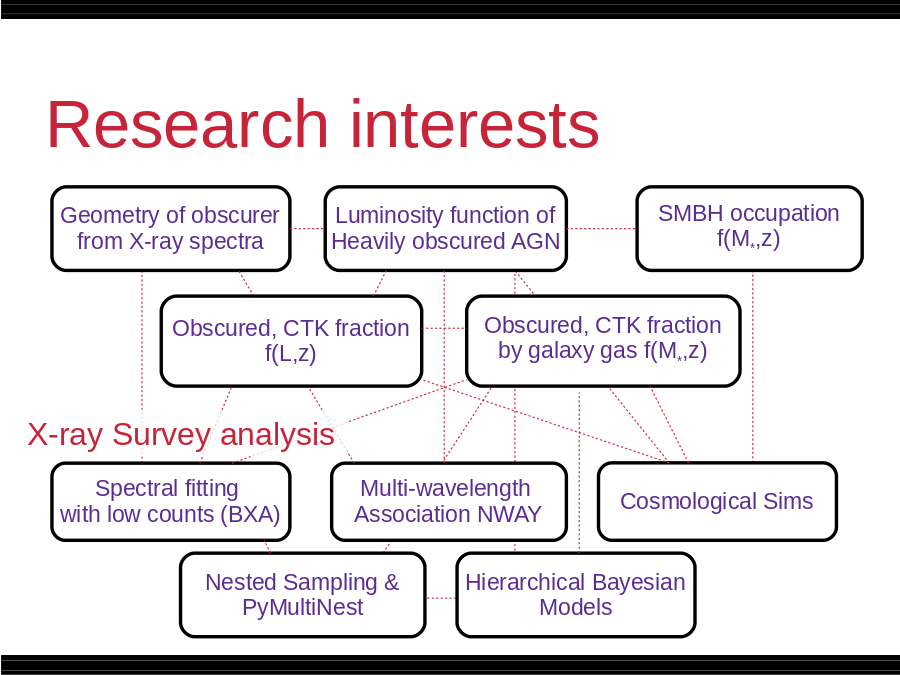 Research interests
Geometry of obscurer
from X-ray spectra
Luminosity function of
Heavily obscured AGN
SMBH occupation
f(M*,z)
Obscured, CTK fraction
f(L,z)
Obscured, CTK fraction
by galaxy gas f(M*,z)
X-ray Survey analysis
Spectral fitting
with low counts (BXA)
Multi-wavelength
Association NWAY
Cosmological Sims
Nested Sampling &
PyMultiNest
Hierarchical Bayesian
Models